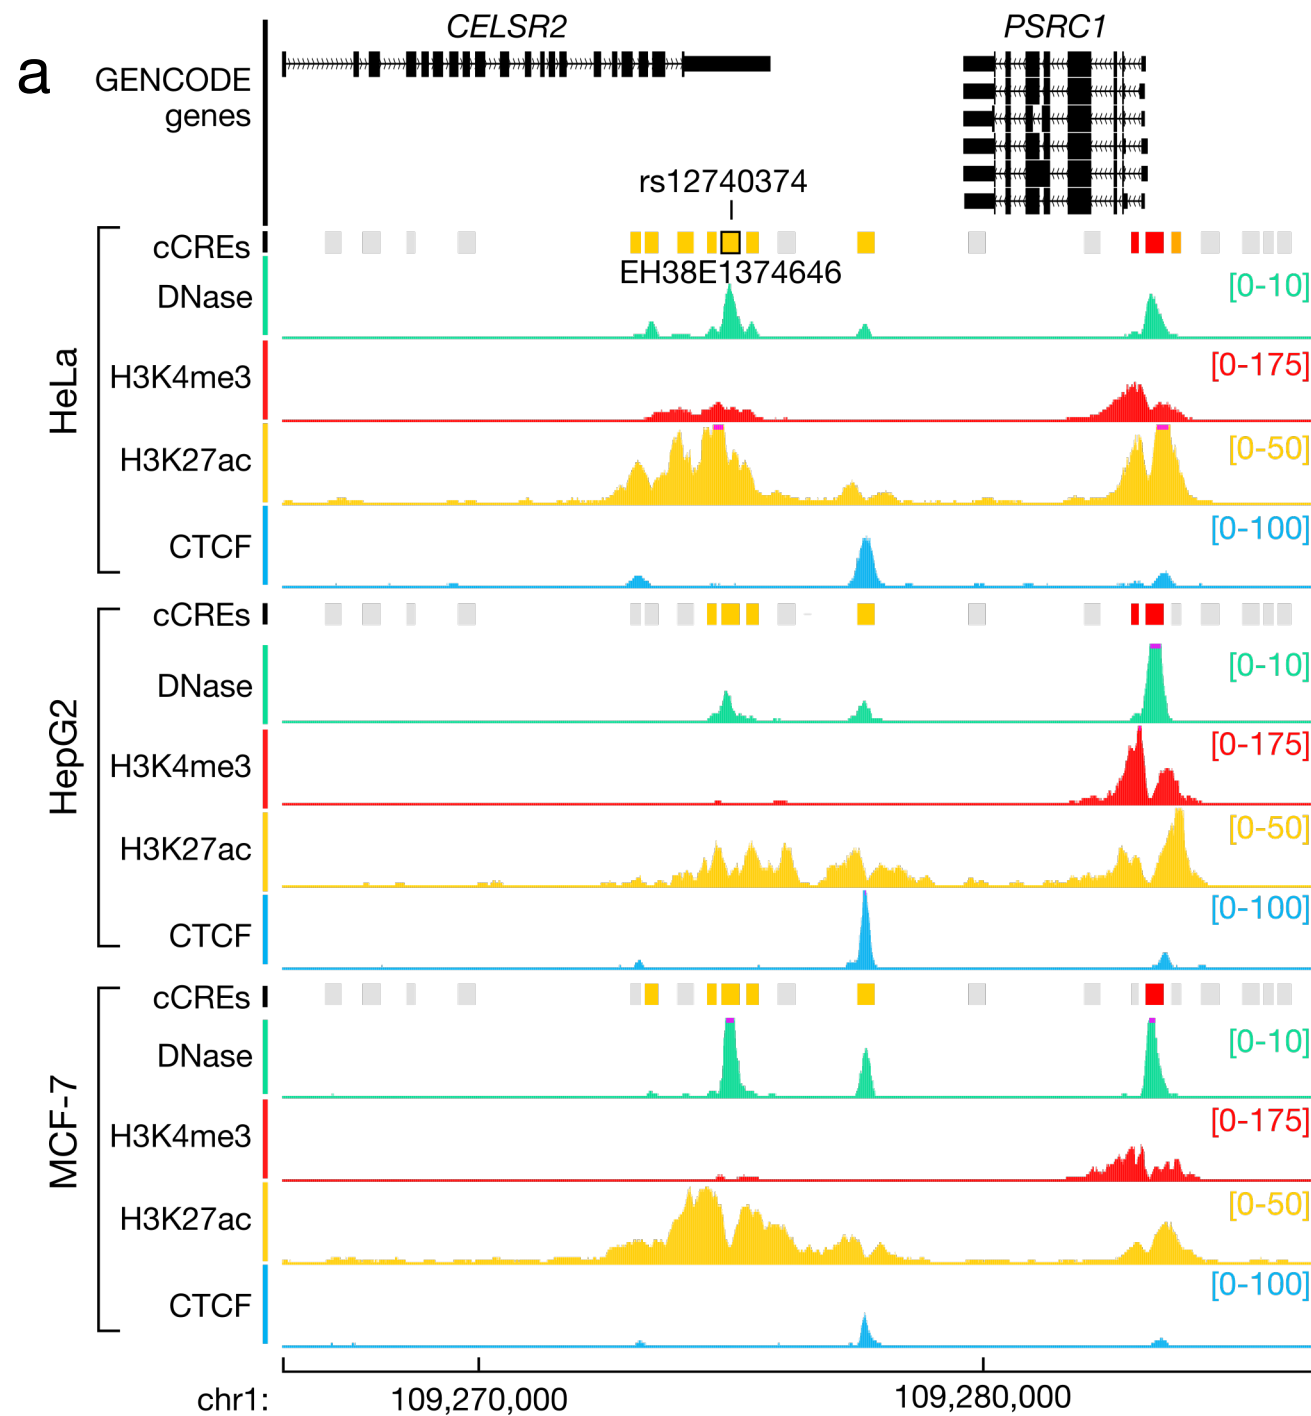 CELSR2 PSRC1
a
GENCODE
genes
rs12740374
cCREs
EH38E1374646
HeLa
DNase [0-10]
H3K4me3 [0-175]
H3K27ac [0-50]
CTCF [0-100]
cCREs
HepG2
DNase [0-10]
H3K4me3 [0-175]
H3K27ac [0-50]
CTCF [0-100]
cCREs
MCF-7
DNase [0-10]
H3K4me3 [0-175]
H3K27ac [0-50]
CTCF [0-100]
chr1: 109,270,000 109,280,000